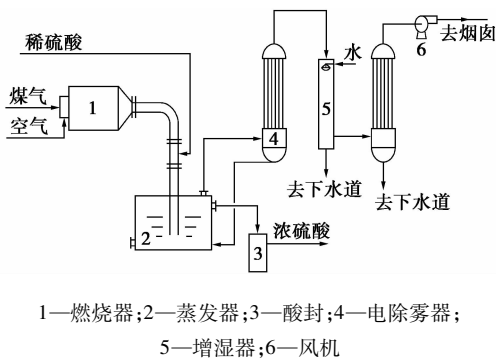 去烟囱
稀硫酸
水
6
煤气
1
空气
4
5
去下水道
去下水道
浓硫酸
2
3
1—燃烧器;2—蒸发器;3—酸封;4—电除雾器;
5—增湿器;6—风机